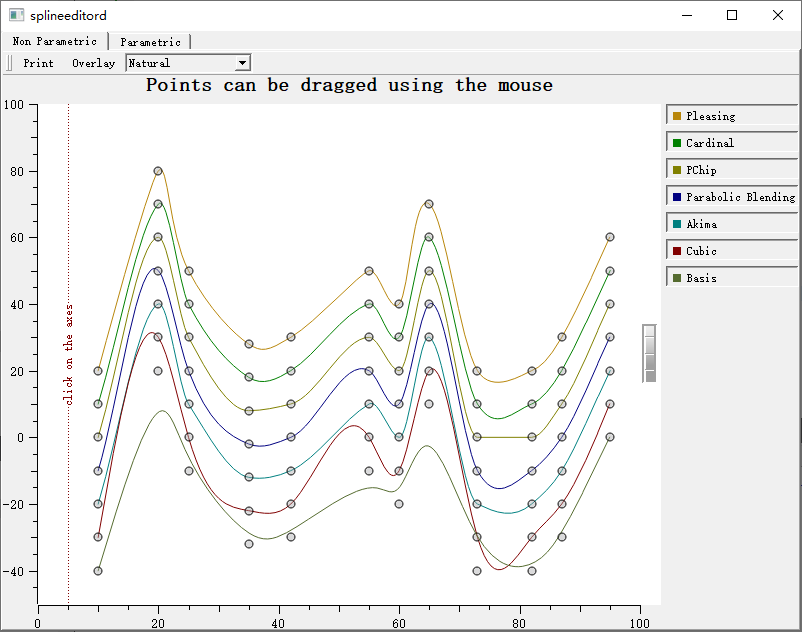 splineeditord
Non Parametric Parametric
Print Overlay Natural
Points can be dragged using the mouse
100
80
60
40
20
0
-20
-40
click on the axes
0 20 40 60 80 100
Pleasing
Cardinal
PChip
Parabolic Blending
Akima
Cubic
Basis